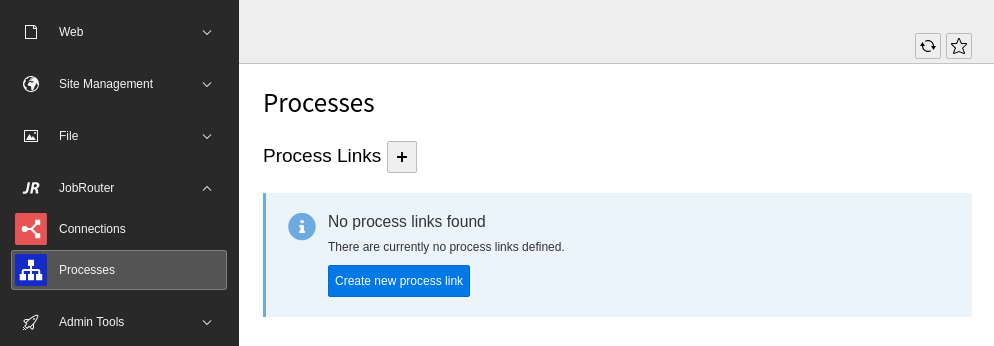 Web
Site Management
File
JR JobRouter
Connections
Processes
Admin Tools
Processes
Process Links +
No process links found
There are currently no process links defined.
Create new process link